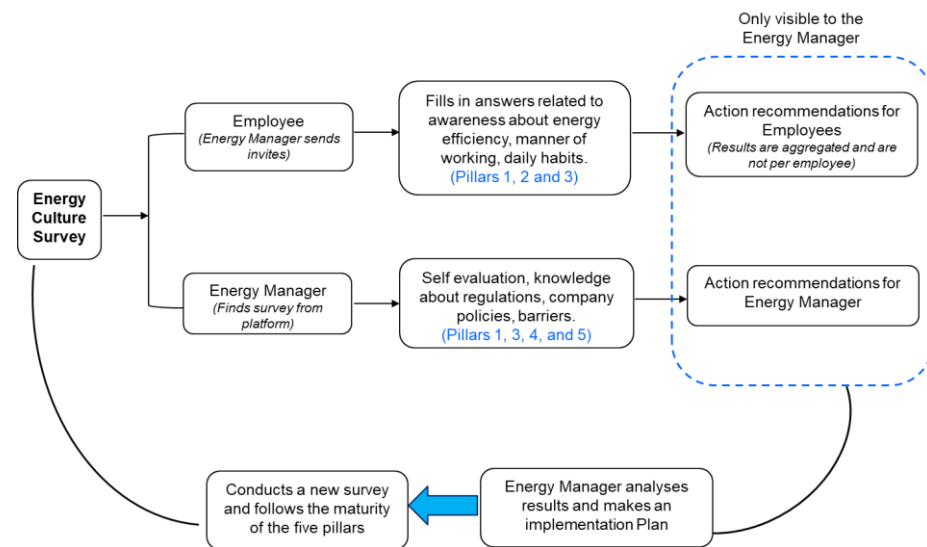 Only visible to the
Energy Manager
Employee
(Energy Manager sends
invites)
Fills in answers related to
awareness about energy
efficiency, manner of
working, daily habits.
(Pillars 1, 2 and 3)
Action recommendations for
Employees
(Results are aggregated and are
not per employee)
Energy
Culture
Survey
Energy Manager
(Finds survey from
platform)
Self evaluation, knowledge
about regulations, company
policies, barriers.
(Pillars 1, 3, 4, and 5)
Action recommendations for
Energy Manager
Conducts a new survey
and follows the maturity
of the five pillars
Energy Manager analyses
results and makes an
implementation Plan